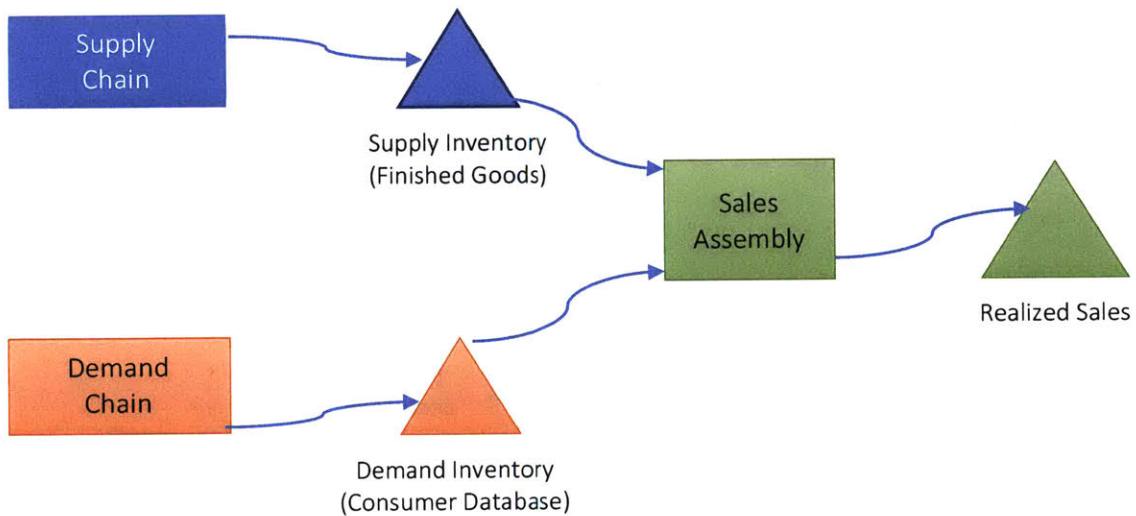 Supply
Chain
Supply Inventory
(Finished Goods)
Sales
Assembly
Realized Sales
Demand
Chain
Demand Inventory
(Consumer Database)